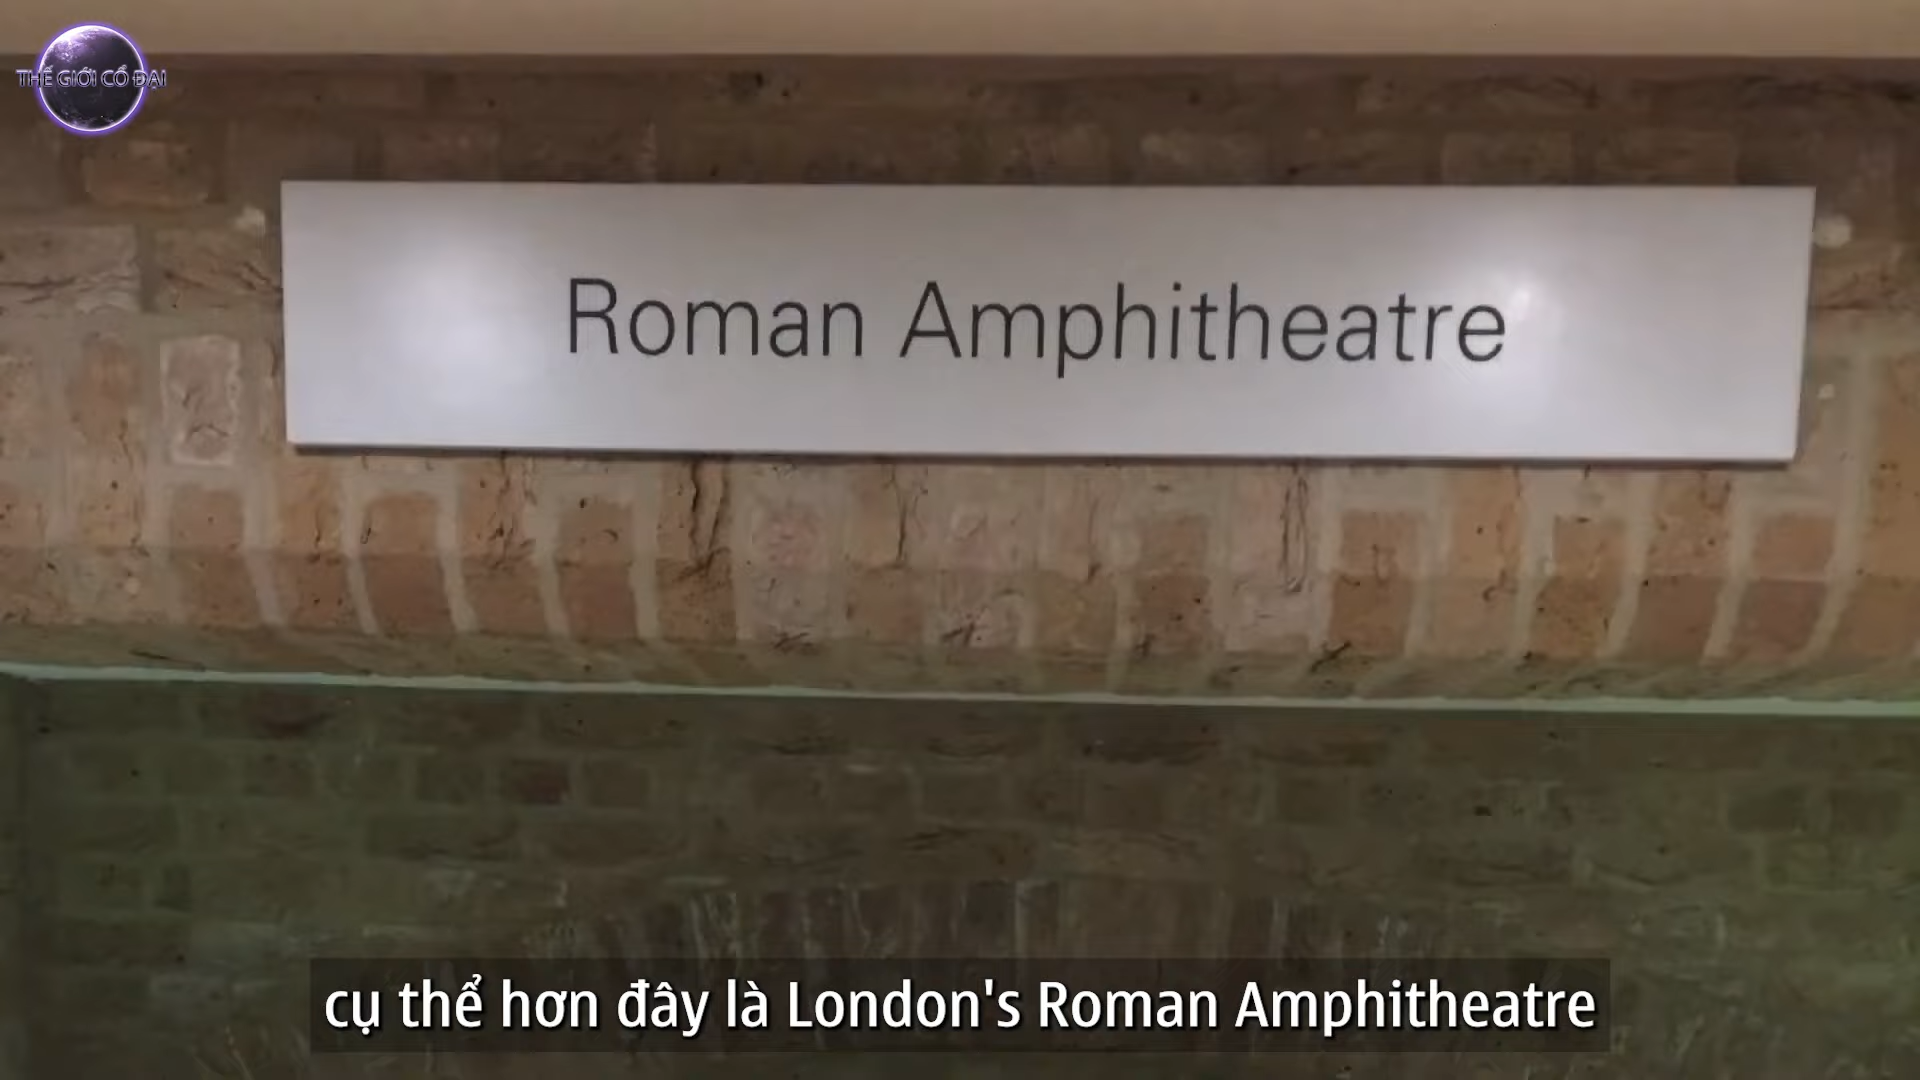 THẾ GIỚI CỔ ĐẠI
Roman Amphitheatre
cụ thể hơn đây là London's Roman Amphitheatre